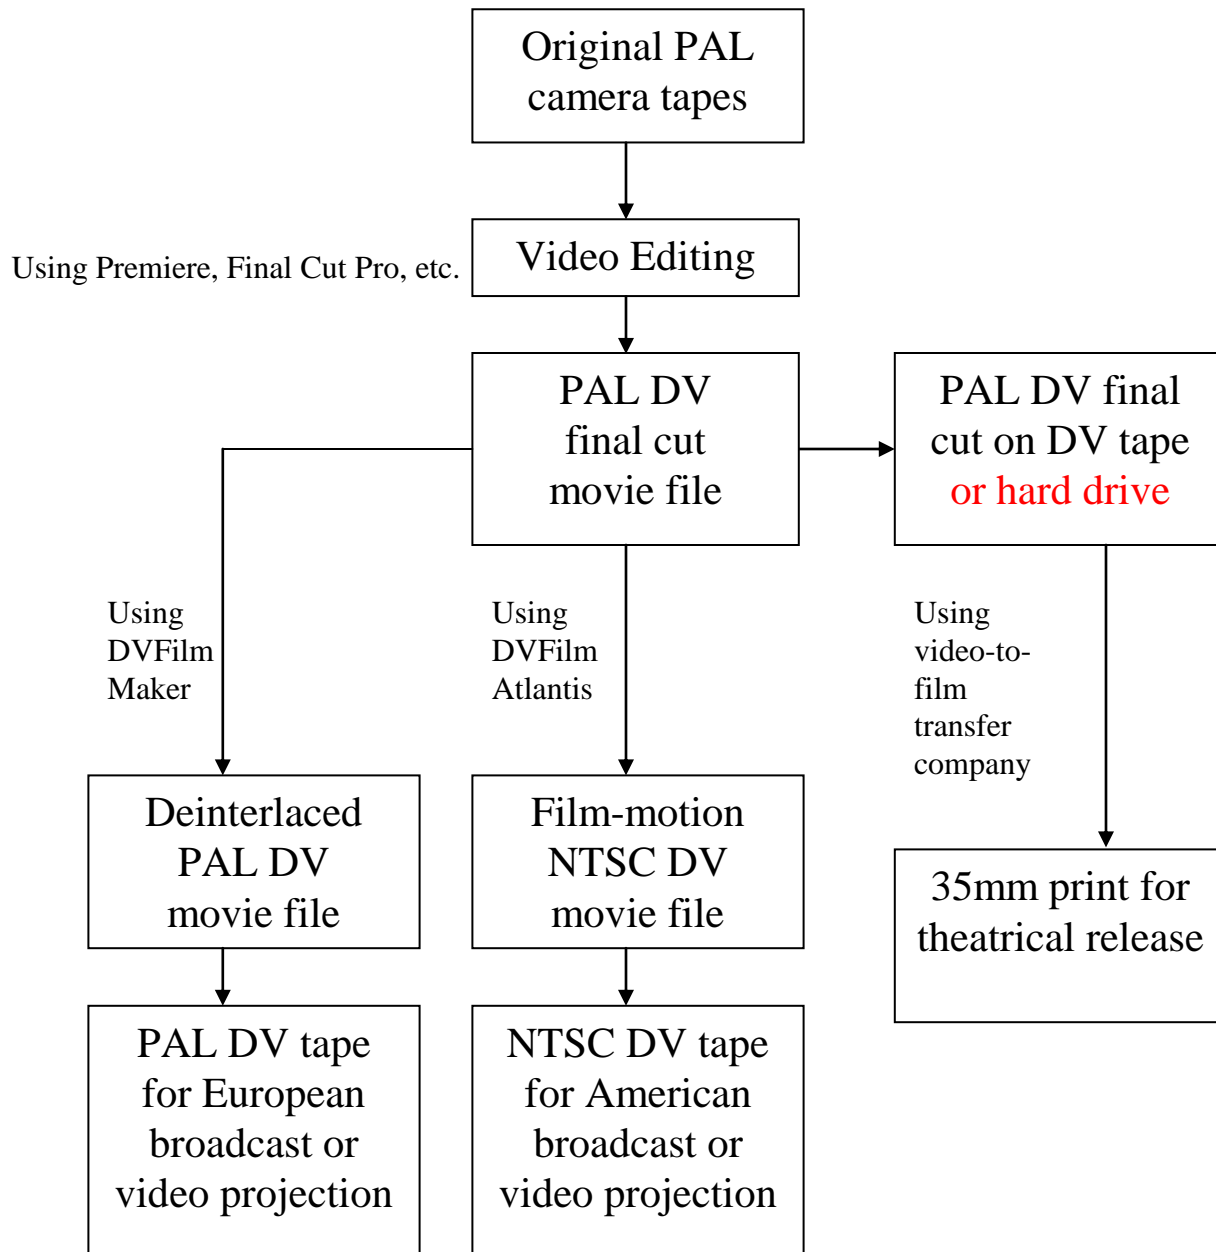 Original PAL
camera tapes
Using Premiere, Final Cut Pro, etc.
Video Editing
PAL DV
final cut
movie file
PAL DV final
cut on DV tape
or hard drive
Using
DVFilm
Maker
Using
DVFilm
Atlantis
Using
video-to-
film
transfer
company
Deinterlaced
PAL DV
movie file
Film-motion
NTSC DV
movie file
35mm print for
theatrical release
PAL DV tape
for European
broadcast or
video projection
NTSC DV tape
for American
broadcast or
video projection